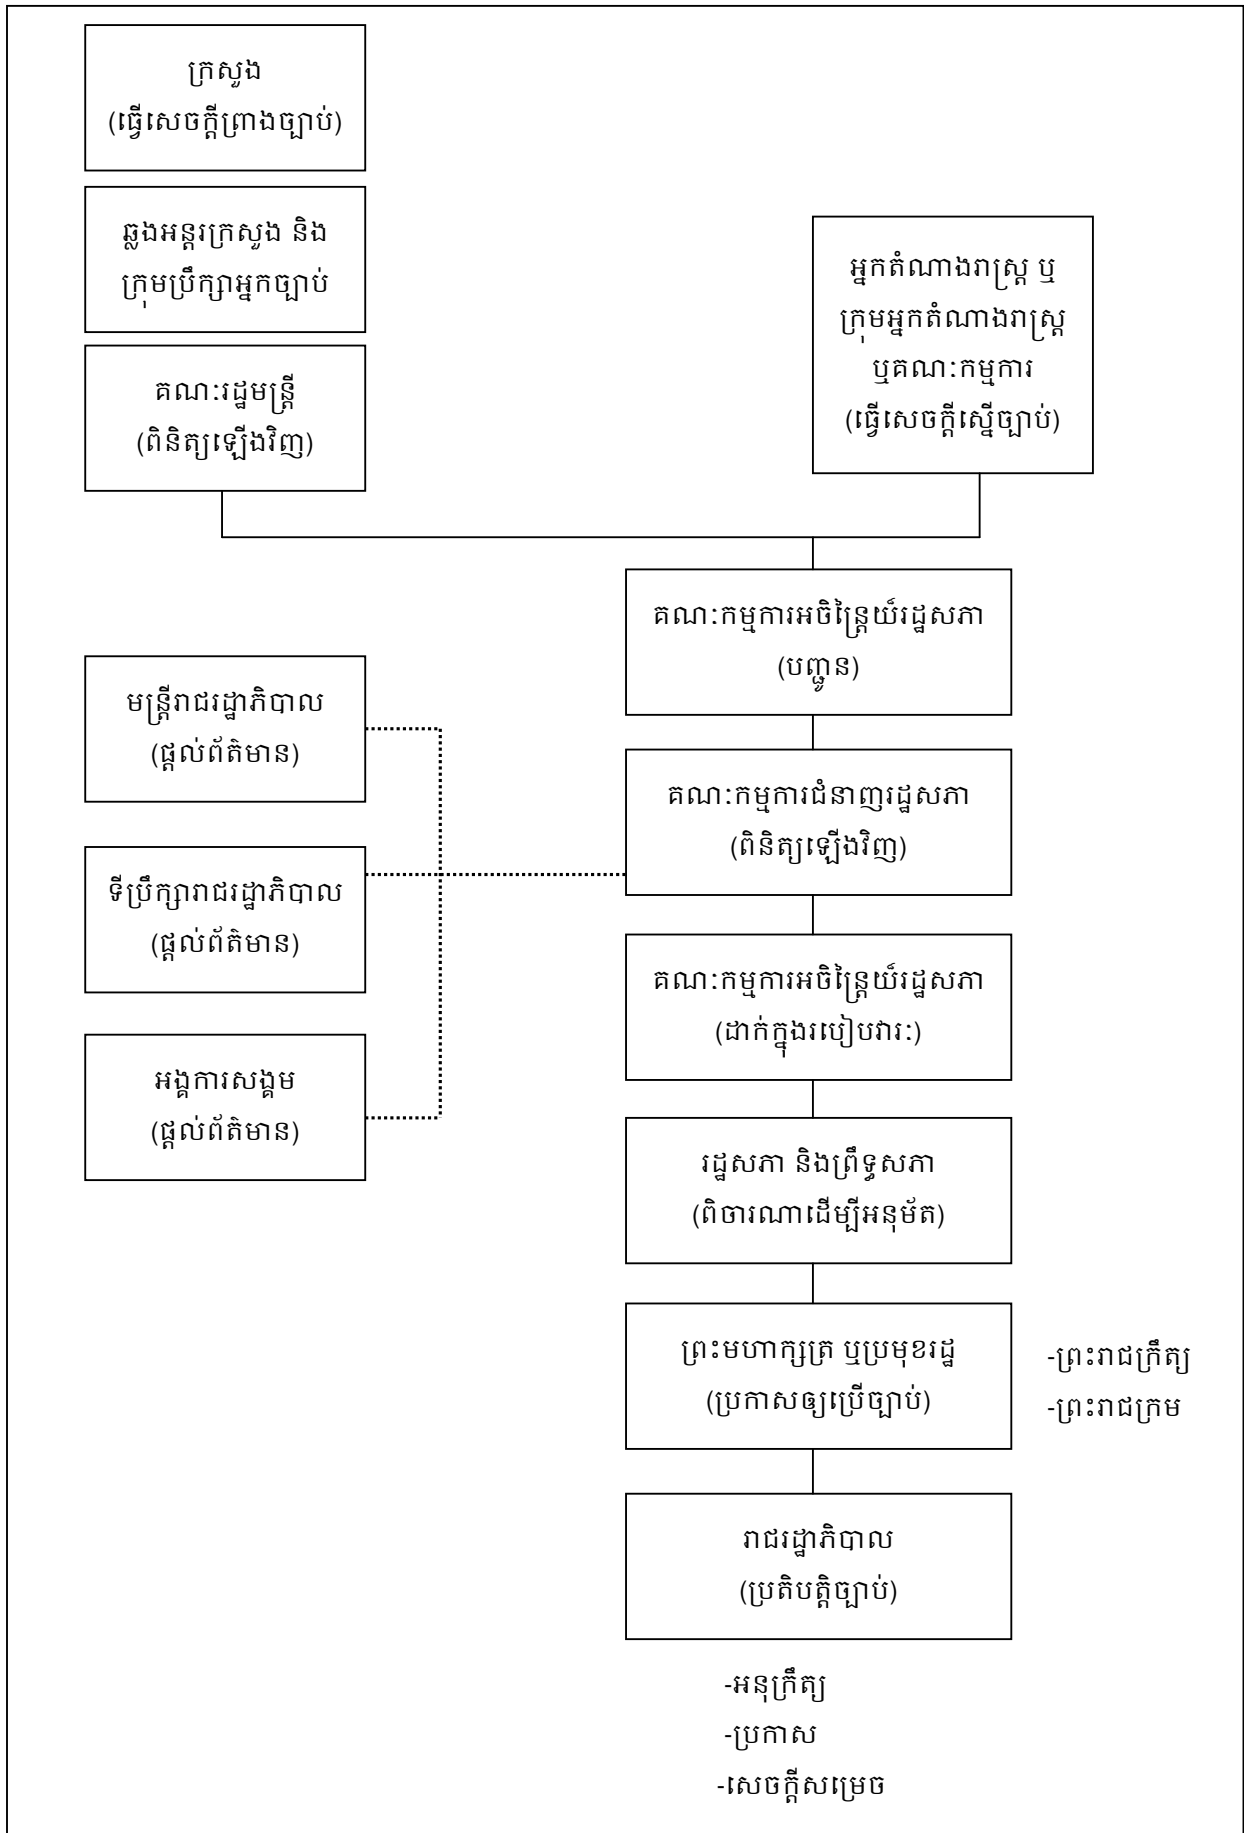 ក្រសួង
(ធ្វើសេចក្តីព្រាងច្បាប់)
ឆ្លងអន្តរក្រសួង និង
ក្រុមប្រឹក្សាអ្នកច្បាប់
គណៈរដ្ឋមន្ត្រី
(ពិនិត្យឡើងវិញ)
អ្នកតំណាងរាស្ត្រ ឬ
ក្រុមអ្នកតំណាងរាស្ត្រ
ឬគណៈកម្មការ
(ធ្វើសេចក្តីស្នើច្បាប់)
គណៈកម្មការអចិន្ត្រៃយ៍រដ្ឋសភា
(បញ្ជូន)
មន្ត្រីរាជរដ្ឋាភិបាល
(ផ្តល់ព័ត៌មាន)
គណៈកម្មការជំនាញរដ្ឋសភា
(ពិនិត្យឡើងវិញ)
ទីប្រឹក្សារាជរដ្ឋាភិបាល
(ផ្តល់ព័ត៌មាន)
គណៈកម្មការអចិន្ត្រៃយ៍រដ្ឋសភា
(ដាក់ក្នុងរបៀបវារៈ)
អង្គការសង្គម
(ផ្តល់ព័ត៌មាន)
រដ្ឋសភា និងព្រឹទ្ធសភា
(ពិចារណាដើម្បីអនុម័ត)
ព្រះមហាក្សត្រ ឬប្រមុខរដ្ឋ
(ប្រកាសឲ្យប្រើច្បាប់)
-ព្រះរាជក្រឹត្យ
-ព្រះរាជក្រម
រាជរដ្ឋាភិបាល
(ប្រតិបត្តិច្បាប់)
-អនុក្រឹត្យ
-ប្រកាស
-សេចក្តីសម្រេច